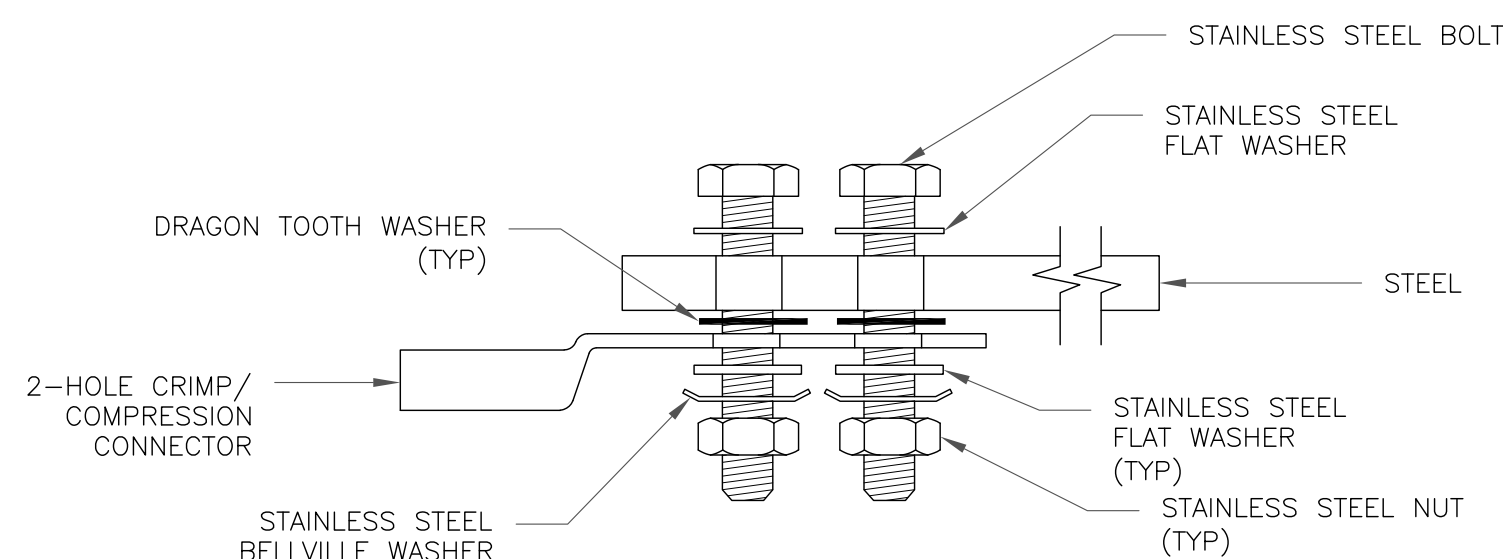 STAINLESS STEEL BOLT
STAINLESS STEEL
FLAT WASHER
DRAGON TOOTH WASHER
(TYP)
STEEL
2-HOLE CRIMP/
COMPRESSION
CONNECTOR
STAINLESS STEEL
FLAT WASHER
(TYP)
STAINLESS STEEL NUT
(TYP)
STAINLESS STEEL
BELLVILLE WASHER